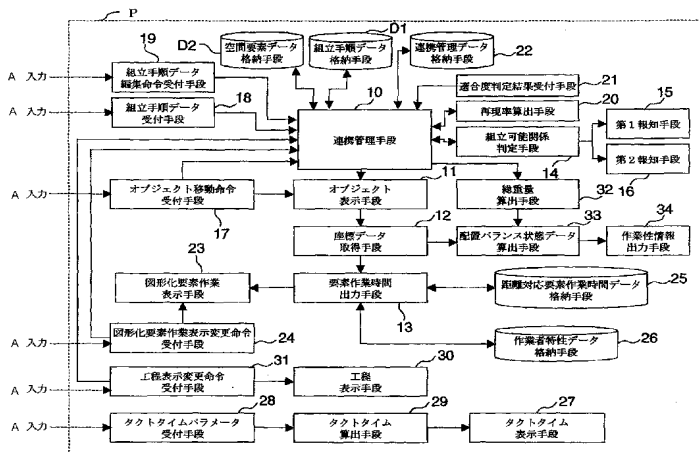 P
D2
D1
19
空間要素データ
格納手段
組立手順データ
格納手段
連携管理データ
格納手段
22
A 入力
組立手順データ
編集命令受付手段
10
適合度判定結果受付手段
21
18
20
15
A 入力
組立手順データ
受付手段
連携管理手段
再現率算出手段
第1報知手段
組立可能関係
判定手段
第2報知手段
11
14
16
A 入力
オブジェクト移動命令
受付手段
オブジェクト
表示手段
総重量
算出手段
32
17
12
33
34
座標データ
取得手段
配置バランス状態データ
算出手段
作業性情報
出力手段
23
図形化要素作業
表示手段
要素作業時間
出力手段
距離対応要素作業時間データ
格納手段
25
13
A 入力
図形化要素作業表示変更命令
受付手段
24
作業者特性データ
格納手段
26
31
30
A 入力
工程表示変更命令
受付手段
工程
表示手段
28
29
27
A 入力
タクトタイムパラメータ
受付手段
タクトタイム
算出手段
タクトタイム
表示手段